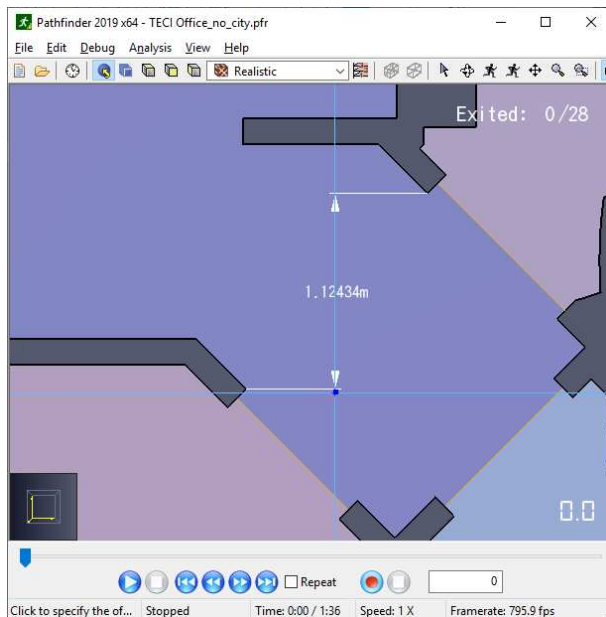 Pathfinder 2019 x64 - TECI Office_no_city.pfr
File Edit Debug Analysis View Help
Realistic
Exited: 0/28
1.12434m
0.0
Repeat
0
Click to specify the of... Stopped Time: 0:00 / 1:36 Speed: 1 X Framerate: 795.9 fps